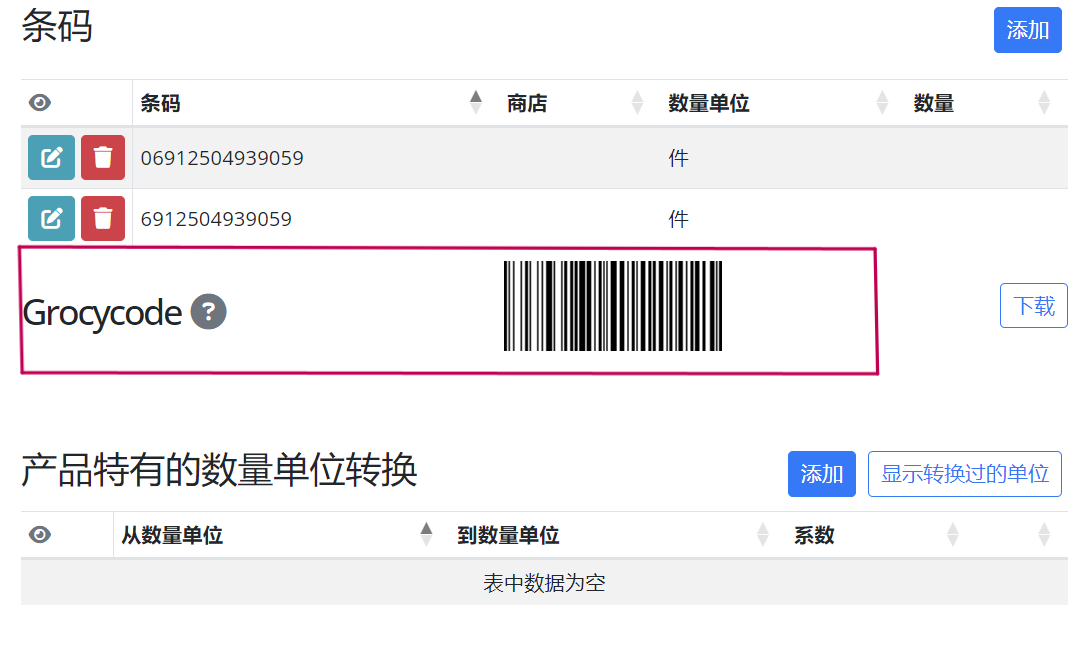 条码
添加
条码 商店 数量单位 数量
06912504939059 件
6912504939059 件
Grocycode ?
下载
产品特有的数量单位转换
添加 显示转换过的单位
从数量单位 到数量单位 系数
表中数据为空